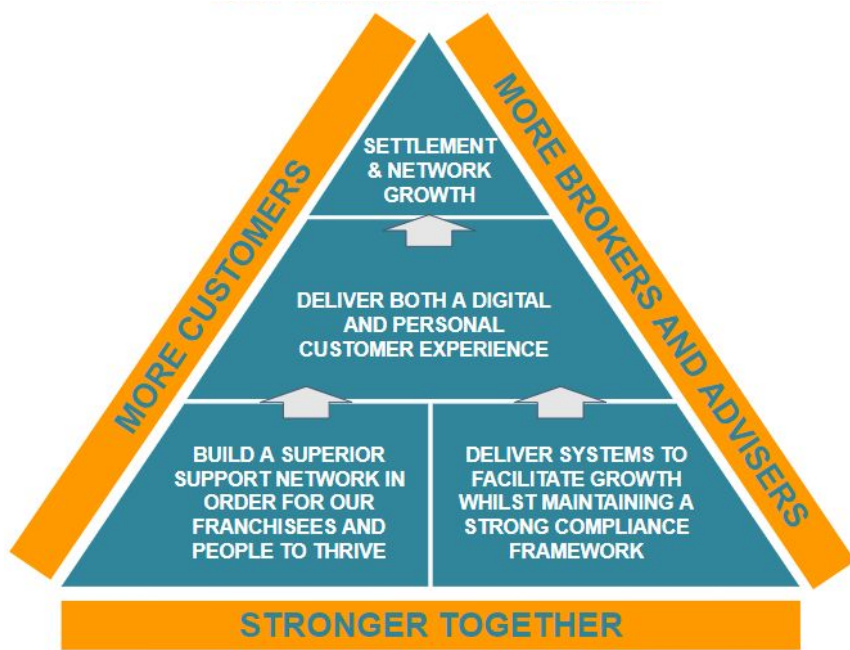 SETTLEMENT
& NETWORK
GROWTH
MORE CUSTOMERS
MORE BROKERS AND ADVISERS
DELIVER BOTH A DIGITAL
AND PERSONAL
CUSTOMER EXPERIENCE
BUILD A SUPERIOR
SUPPORT NETWORK IN
ORDER FOR OUR
FRANCHISEES AND
PEOPLE TO THRIVE
DELIVER SYSTEMS TO
FACILITATE GROWTH
WHILST MAINTAINING A
STRONG COMPLIANCE
FRAMEWORK
STRONGER TOGETHER